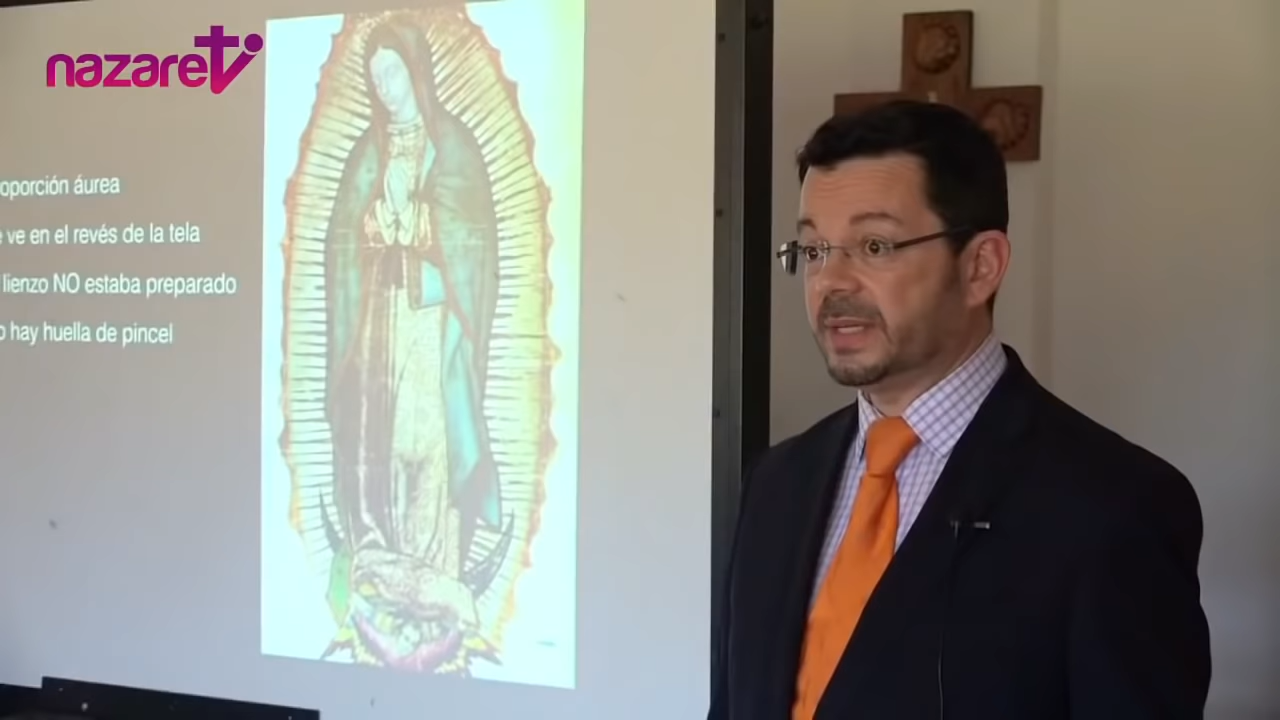 nazaretv
oporción áurea
e ve en el revés de la tela
lienzo NO estaba preparado
o hay huella de pincel